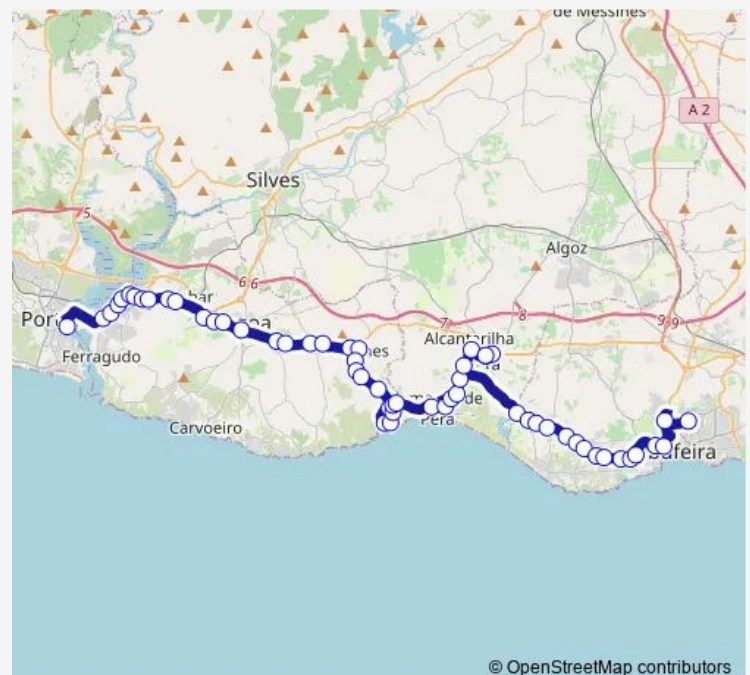 de Messines
A 2
Silves
5
Algoz
6 6
7
8
9 9
Alcantarilha
Ferragudo
Pera
Carvoeiro
© OpenStreetMap contributors